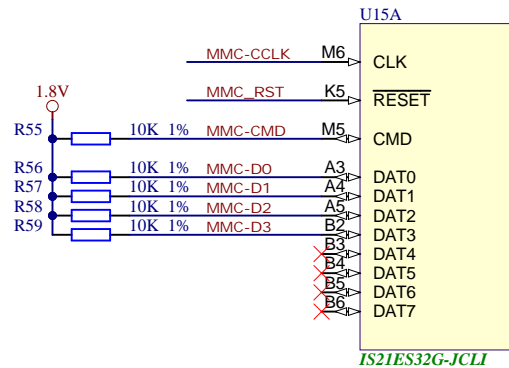 U15A
MMC-CCLK M6 CLK
1.8V
MMC_RST K5 RESET
R55 10K 1% MMC-CMD M5 CMD
R56 10K 1% MMC-D0 A3 DAT0
R57 10K 1% MMC-D1 A4 DAT1
R58 10K 1% MMC-D2 A5 DAT2
R59 10K 1% MMC-D3 B2 DAT3
B3 DAT4
B4 DAT5
B5 DAT6
B6 DAT7
IS21ES32G-JCLI